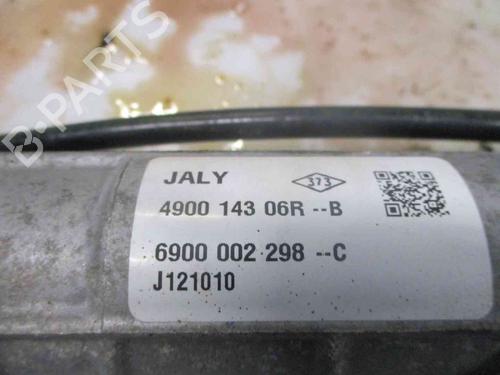 B-PARTS
JALY
373
4900 143 06R --B
6900 002 298 --C
J121010